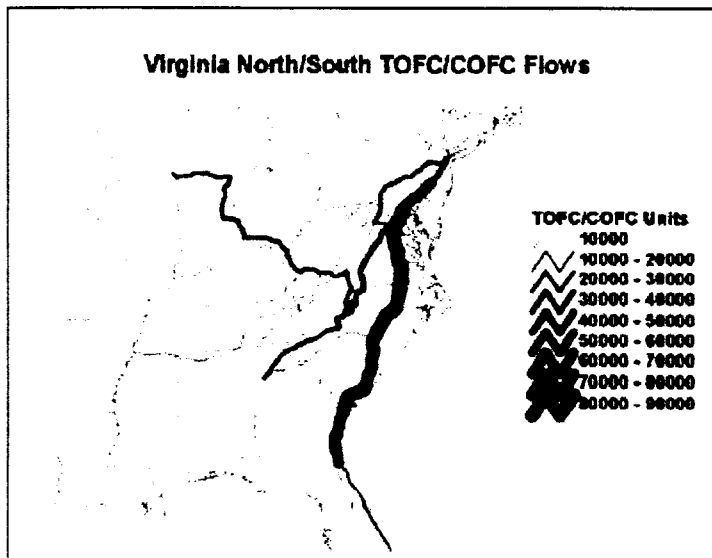 Virginia North/South TOFC/COFC Flows
TOFC/COFC Units
10000
10000 - 20000
20000 - 30000
30000 - 40000
40000 - 50000
50000 - 60000
60000 - 70000
70000 - 80000
80000 - 90000